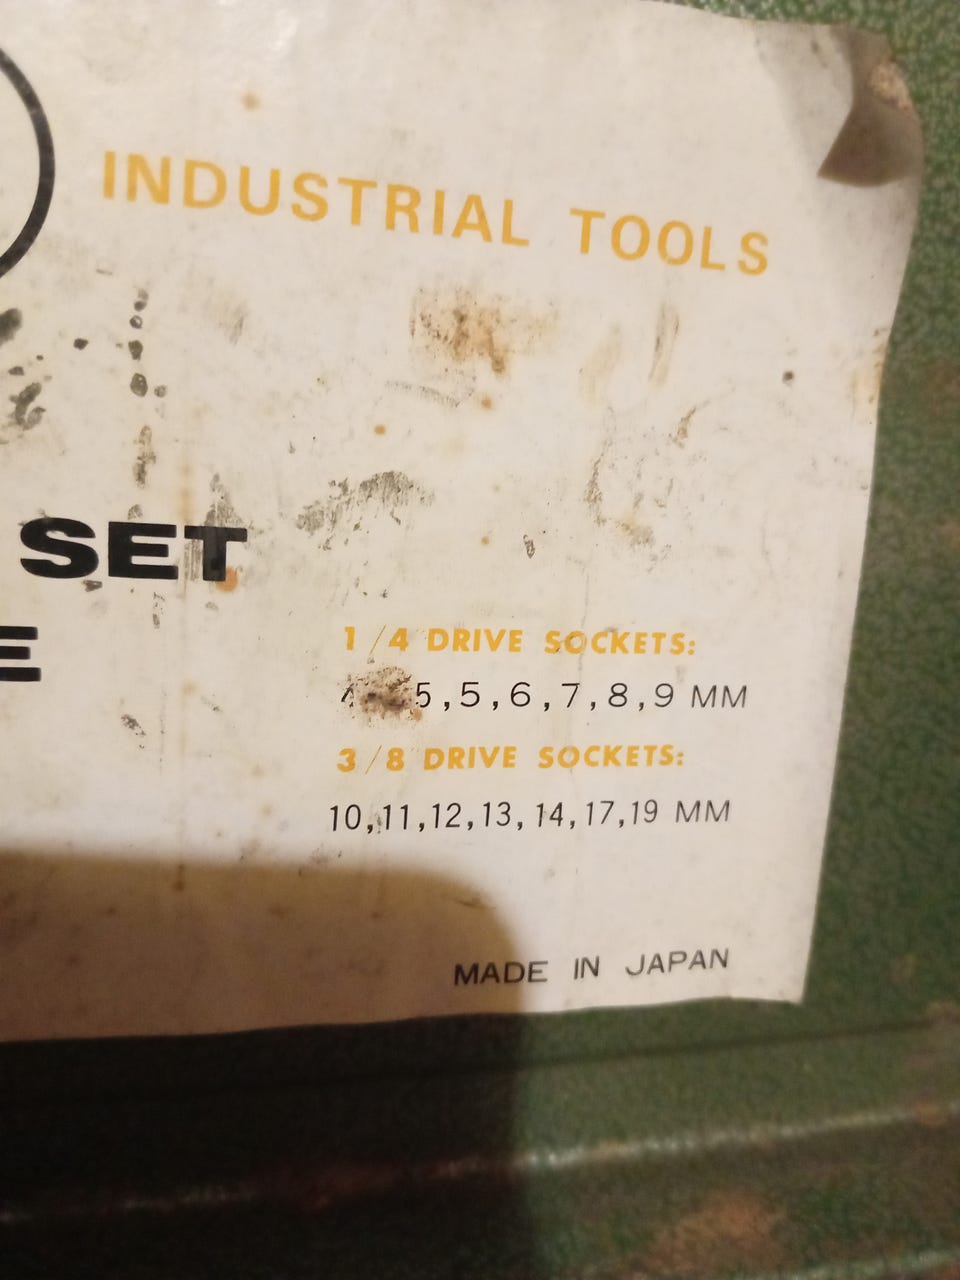 INDUSTRIAL TOOLS
SET
E
1/4 DRIVE SOCKETS:
5,5,6,7,8,9 MM
3/8 DRIVE SOCKETS:
10,11,12,13,14,17,19 MM
MADE IN JAPAN